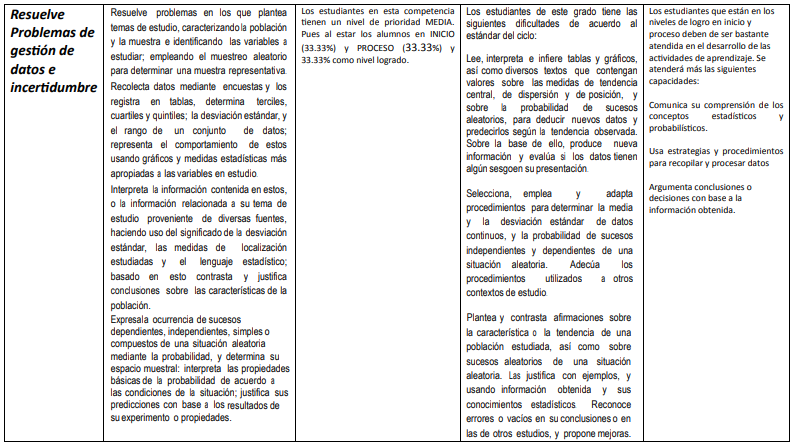 Resuelve
Problemas de
gestión de
datos e
incertidumbre
Resuelve problemas en los que plantea
temas de estudio, caracterizando la población
y la muestra e identificando las variables a
estudiar; empleando el muestreo aleatorio
para determinar una muestra representativa.
Recolecta datos mediante encuestas y los
registra en tablas, determina terciles,
cuartiles y quintiles; la desviación estándar, y
el rango de un conjunto de datos;
representa el comportamiento de estos
usando gráficos y medidas estadísticas más
apropiadas a las variables en estudio.
Interpreta la información contenida en estos,
o la información relacionada a su tema de
estudio proveniente de diversas fuentes,
haciendo uso del significado de la desviación
estándar, las medidas de localización
estudiadas y el lenguaje estadístico;
basado en esto contrasta y justifica
conclusiones sobre las características de la
población.
Expresala ocurrencia de sucesos
dependientes, independientes, simples o
compuestos de una situación aleatoria
mediante la probabilidad, y determina su
espacio muestral: interpreta las propiedades
básicas de la probabilidad de acuerdo a
las condiciones de la situación; justifica sus
predicciones con base a los resultados de
su experimento o propiedades.
Los estudiantes en esta competencia
tienen un nivel de prioridad MEDIA.
Pues al estar los alumnos en INICIO
(33.33%) y PROCESO (33.33%) y
33.33% como nivel logrado.
Los estudiantes de este grado tiene las
siguientes dificultades de acuerdo al
estándar del ciclo:
Lee, interpreta e infiere tablas y gráficos,
así como diversos textos que contengan
valores sobre las medidas de tendencia
central, de dispersión y de posición, y
sobre la probabilidad de sucesos
aleatorios, para deducir nuevos datos y
predecirlos según la tendencia observada.
Sobre la base de ello, produce nueva
información y evalúa si los datos tienen
algún sesgoen su presentación.
Selecciona, emplea y adapta
procedimientos para determinar la media
y la desviación estándar de datos
continuos, y la probabilidad de sucesos
independientes y dependientes de una
situación aleatoria. Adecúa los
procedimientos utilizados a otros
contextos de estudio.
Plantea y contrasta afirmaciones sobre
la característica o la tendencia de una
población estudiada, así como sobre
sucesos aleatorios de una situación
aleatoria. Las justifica con ejemplos, y
usando información obtenida y sus
conocimientos estadísticos Reconoce
errores o vacíos en su conclusiones o en
las de otros estudios, y propone mejoras.
Los estudiantes que están en los
niveles de logro en inicio y
proceso deben de ser bastante
atendida en el desarrollo de las
actividades de aprendizaje. Se
atenderá más las siguientes
capacidades:
Comunica su comprensión de los
conceptos estadísticos y
probabilísticos.
Usa estrategias y procedimientos
para recopilar y procesar datos
Argumenta conclusiones o
decisiones con base a la
información obtenida.